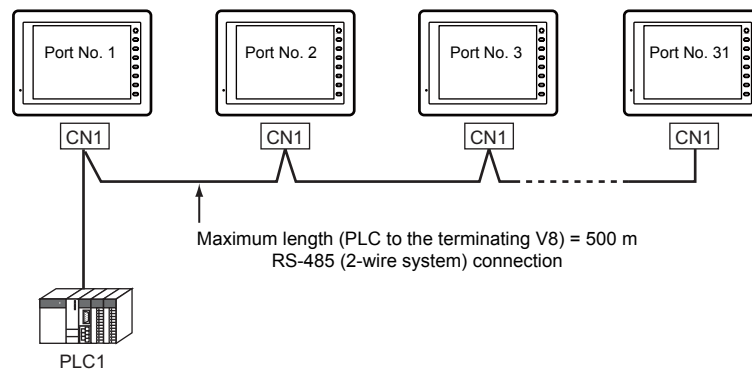 Port No. 1
Port No. 2
Port No. 3
Port No. 31
CN1
CN1
CN1
CN1
Maximum length (PLC to the terminating V8) = 500 m
RS-485 (2-wire system) connection
PLC1